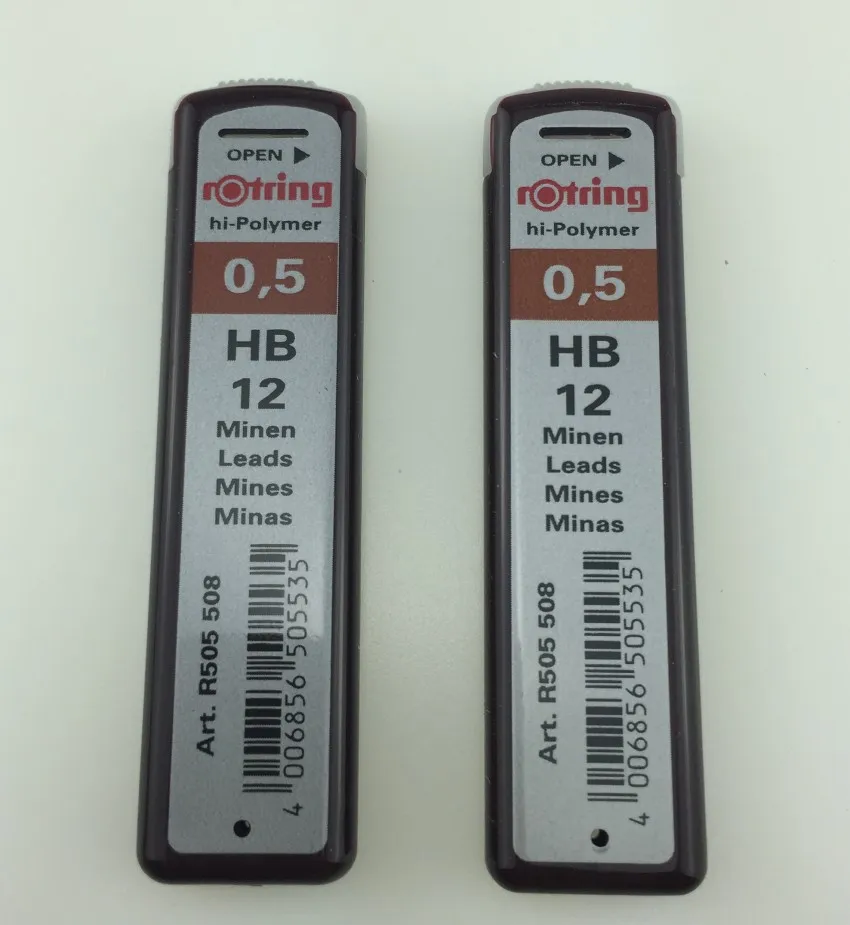 OPEN ▶
rotring
hi-Polymer
0,5
HB
12
Minen
Leads
Mines
Minas
Art. R505 508
4 006856 505535
OPEN ▶
rotring
hi-Polymer
0,5
HB
12
Minen
Leads
Mines
Minas
Art. R505 508
4 006856 505535